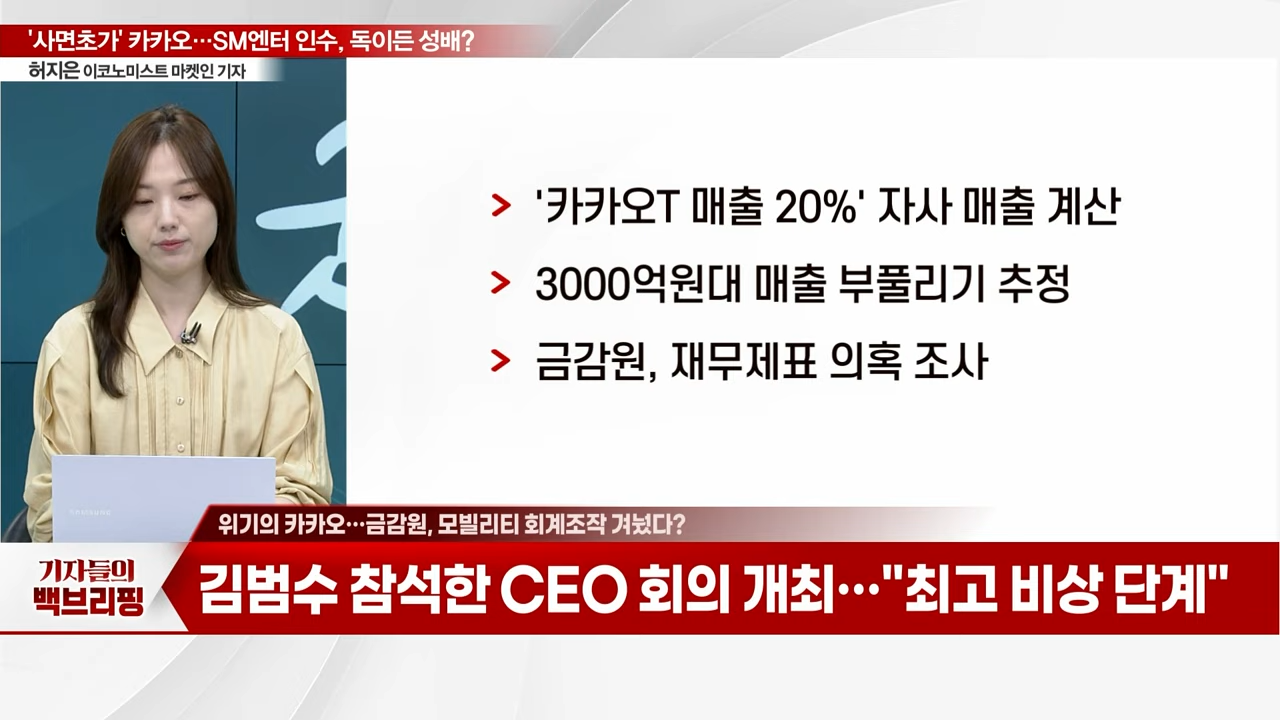 '사면초가' 카카오…SM엔터 인수, 독이든 성배?
허지은 이코노미스트 마켓인 기자
> '카카오T 매출 20%' 자사 매출 계산
> 3000억원대 매출 부풀리기 추정
> 금감원, 재무제표 의혹 조사
SAMSUNG
위기의 카카오…금감원, 모빌리티 회계조작 겨눴다?
기자들의
백브리핑
김범수 참석한 CEO 회의 개최…"최고 비상 단계"